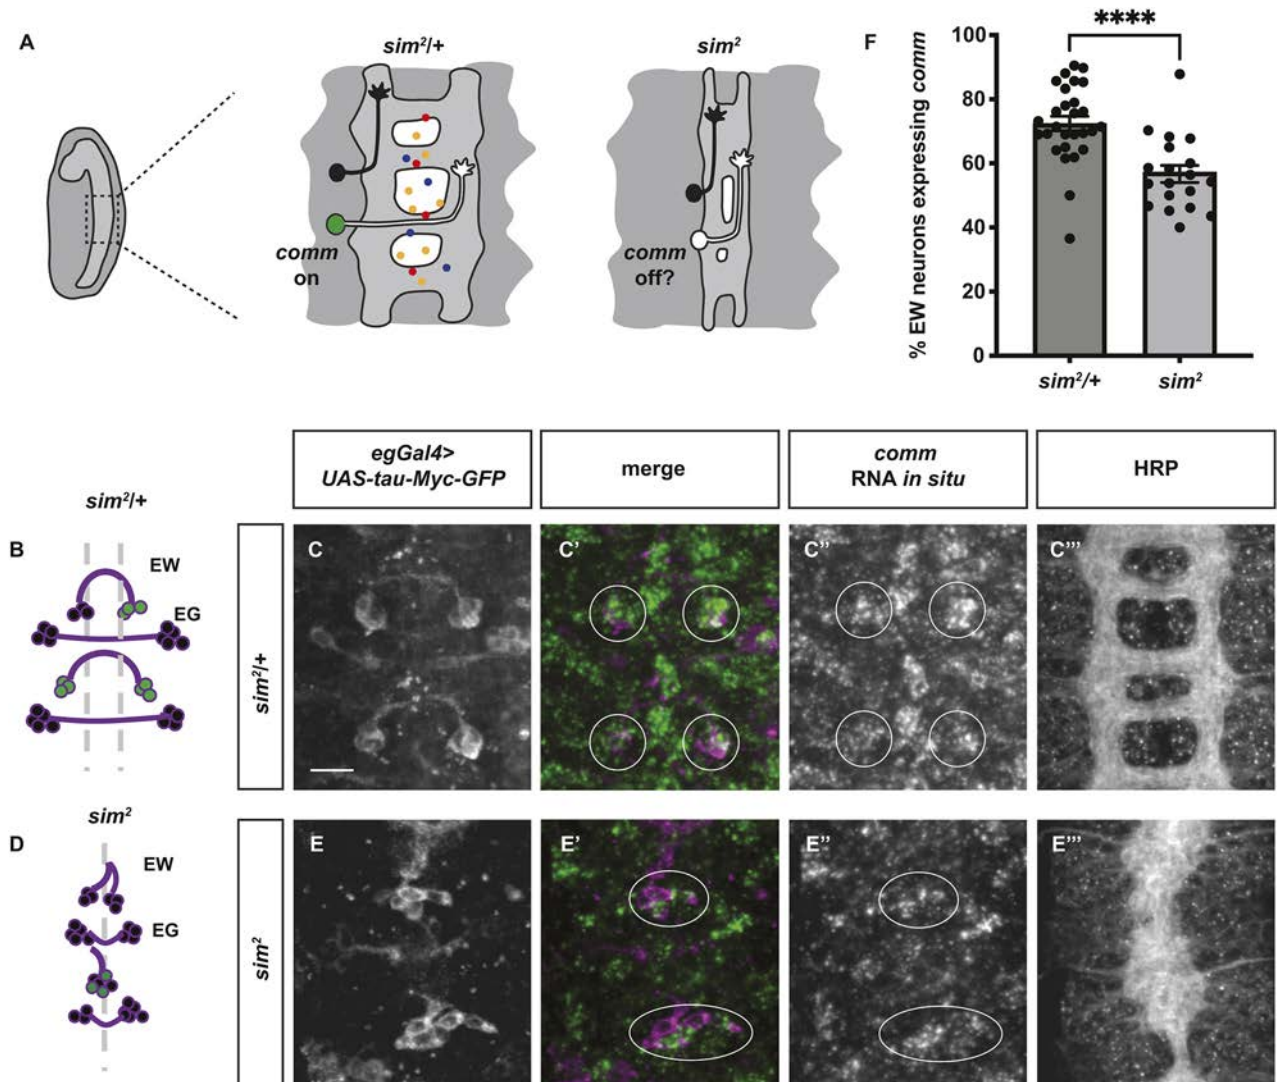 A
sim²/+
sim²
comm
on
comm
off?
F
****
% EW neurons expressing comm
100
80
60
40
20
0
sim²/+
sim²
egGal4>
UAS-tau-Myc-GFP
merge
comm
RNA in situ
HRP
sim²/+
B
EW
EG
sim²/+
C
C’
C’’
C’’’
sim²
D
EW
EG
sim²
E
E’
E’’
E’’’